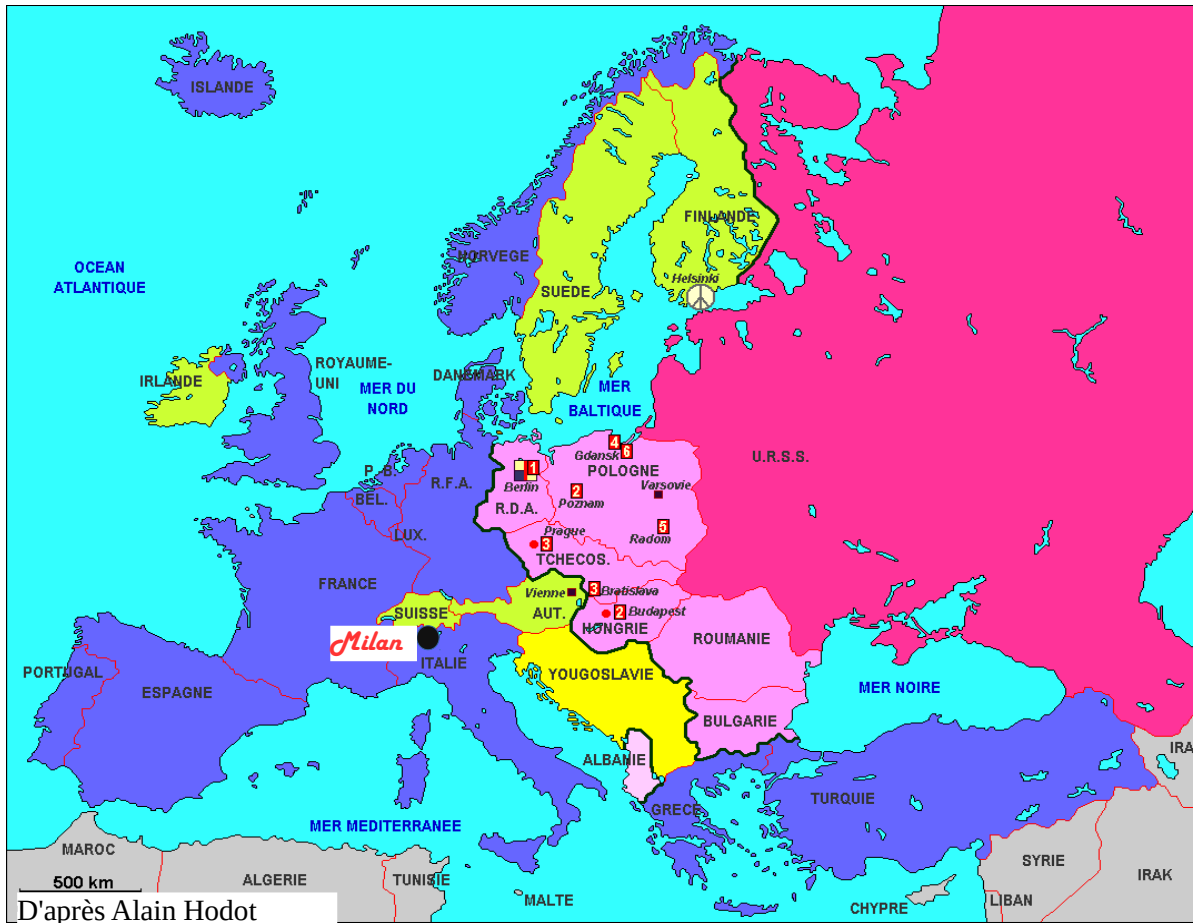 ISLANDE
OCEAN
ATLANTIQUE
NORVEGE
SUEDE
FINLANDE
Helsinki
IRLANDE
ROYAUME-
UNI
MER DU
NORD
DANEMARK
MER
BALTIQUE
U.R.S.S.
P.-B.
BEL.
LUX.
R.F.A.
1
Berlin
R.D.A.
4
6
Gdansk
POLOGNE
2
Poznam
Varsovie
5
Radom
Prague
3
TCHECOS.
FRANCE
SUISSE
Vienne
AUT.
3
Bratislava
2
Budapest
HONGRIE
ROUMANIE
Milan
ITALIE
PORTUGAL
ESPAGNE
YOUGOSLAVIE
MER NOIRE
BULGARIE
ALBANIE
GRECE
TURQUIE
IRA
MER MEDITERRANEE
MAROC
ALGERIE
TUNISIE
MALTE
CHYPRE
LIBAN
SYRIE
IRAK
500 km
D'après Alain Hodot